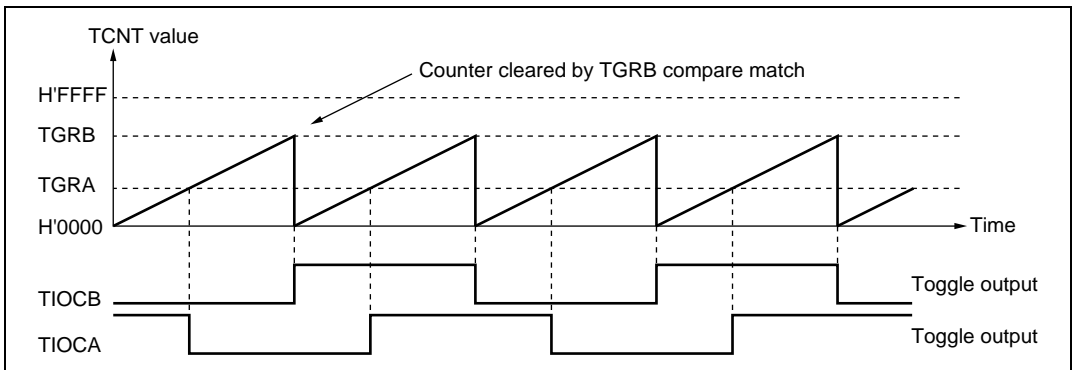 TCNT value
Counter cleared by TGRB compare match
H'FFFF
TGRB
TGRA
H'0000
Time
TIOCB
Toggle output
TIOCA
Toggle output